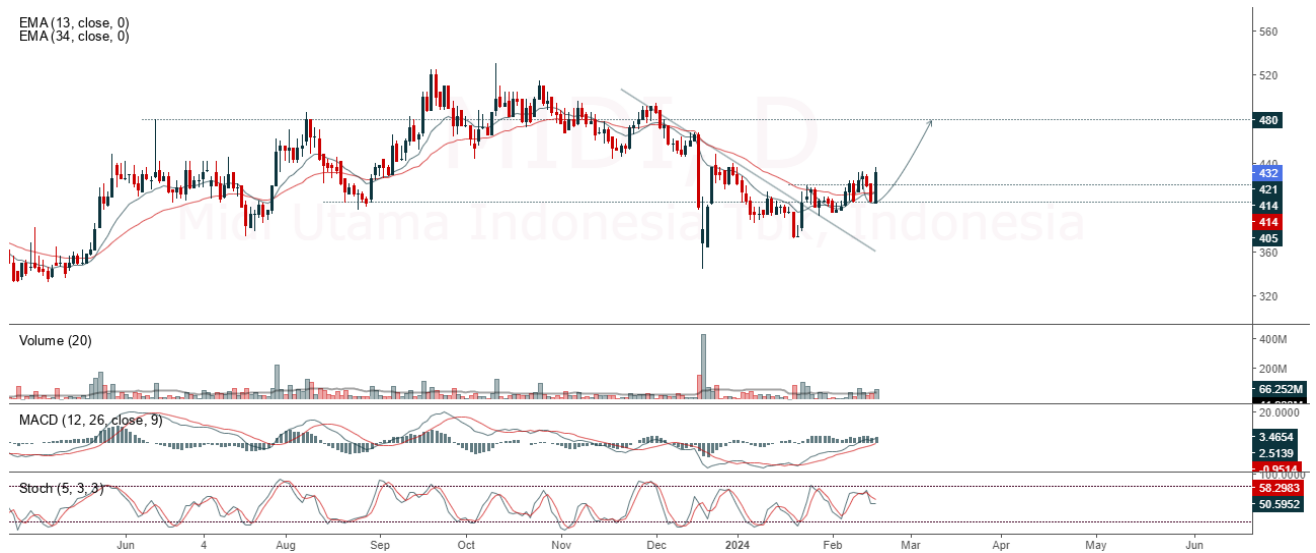 EMA (13, close, 0)
EMA (34, close, 0)
MIDI, D
Midi Utama Indonesia Tbk, Indonesia
560
520
480
440
432
421
414
414
405
360
320
Volume (20)
400M
200M
66.252M
MACD (12, 26, close, 9)
20.0000
3.4654
2.5139
-0.9514
Stoch (5, 3, 3)
100.0000
58.2983
50.5952
Jun
4
Aug
Sep
Oct
Nov
Dec
2024
Feb
Mar
Apr
May
Jun